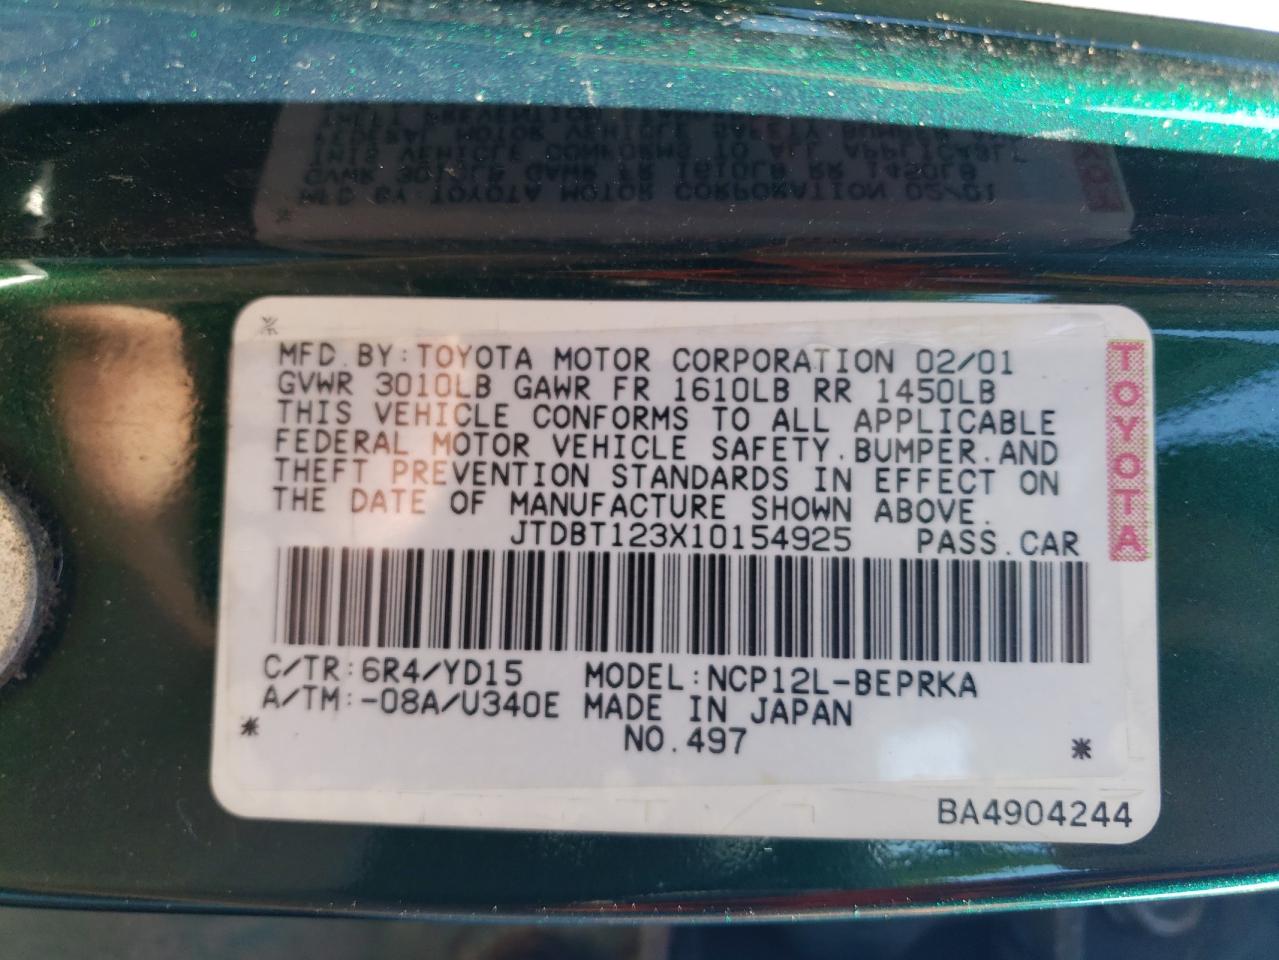 MFD.BY:TOYOTA MOTOR CORPORATION 02/01
GVWR 3010LB GAWR FR 1610LB RR 1450LB
THIS VEHICLE CONFORMS TO ALL APPLICABLE
FEDERAL MOTOR VEHICLE SAFETY,BUMPER,AND
THEFT PREVENTION STANDARDS IN EFFECT ON
THE DATE OF MANUFACTURE SHOWN ABOVE.
JTDBT123X10154925 PASS.CAR
C/TR:6R4/YD15 MODEL:NCP12L-BEPRKA
A/TM:-08A/U340E MADE IN JAPAN
NO.497
BA4904244
TOYOTA